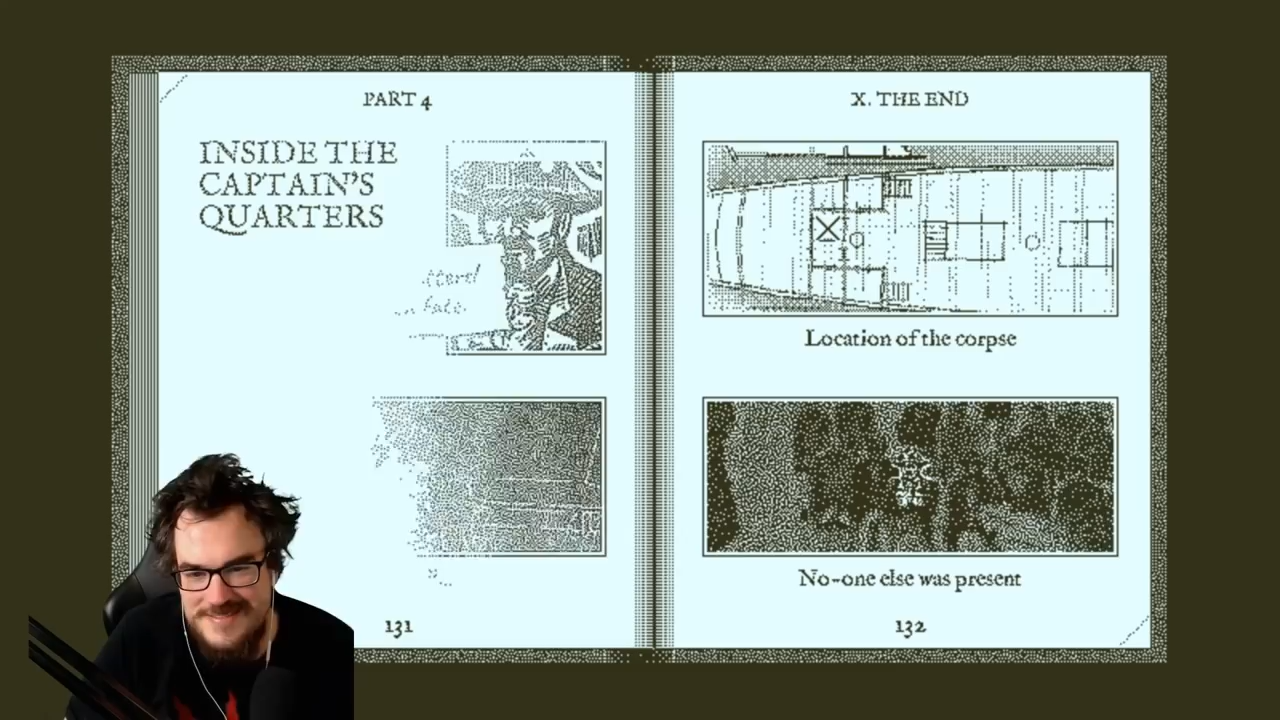 PART 4
INSIDE THE
CAPTAIN'S
QUARTERS
131
X. THE END
Location of the corpse
No-one else was present
132